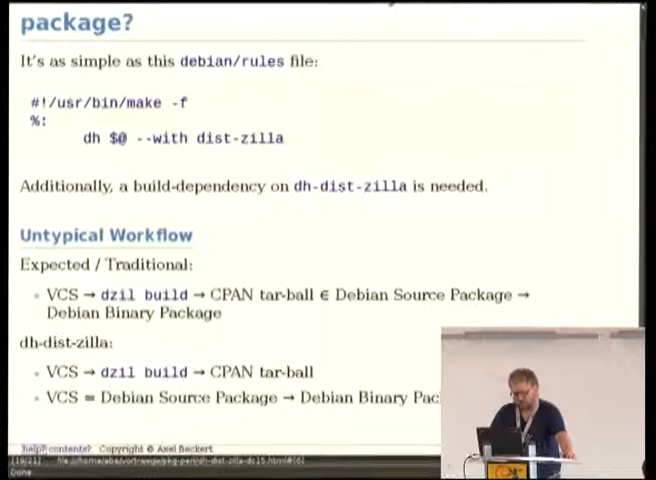 package?
It's as simple as this debian/rules file:
#!/usr/bin/make -f
%:
dh $@ --with dist-zilla
Additionally, a build-dependency on dh-dist-zilla is needed.
Untypical Workflow
Expected / Traditional:
▪ VCS → dzil build → CPAN tar-ball ∈ Debian Source Package →
Debian Binary Package
dh-dist-zilla:
▪ VCS → dzil build → CPAN tar-ball
▪ VCS = Debian Source Package → Debian Binary Pac
help? contents? Copyright © Axel Beckert
Done